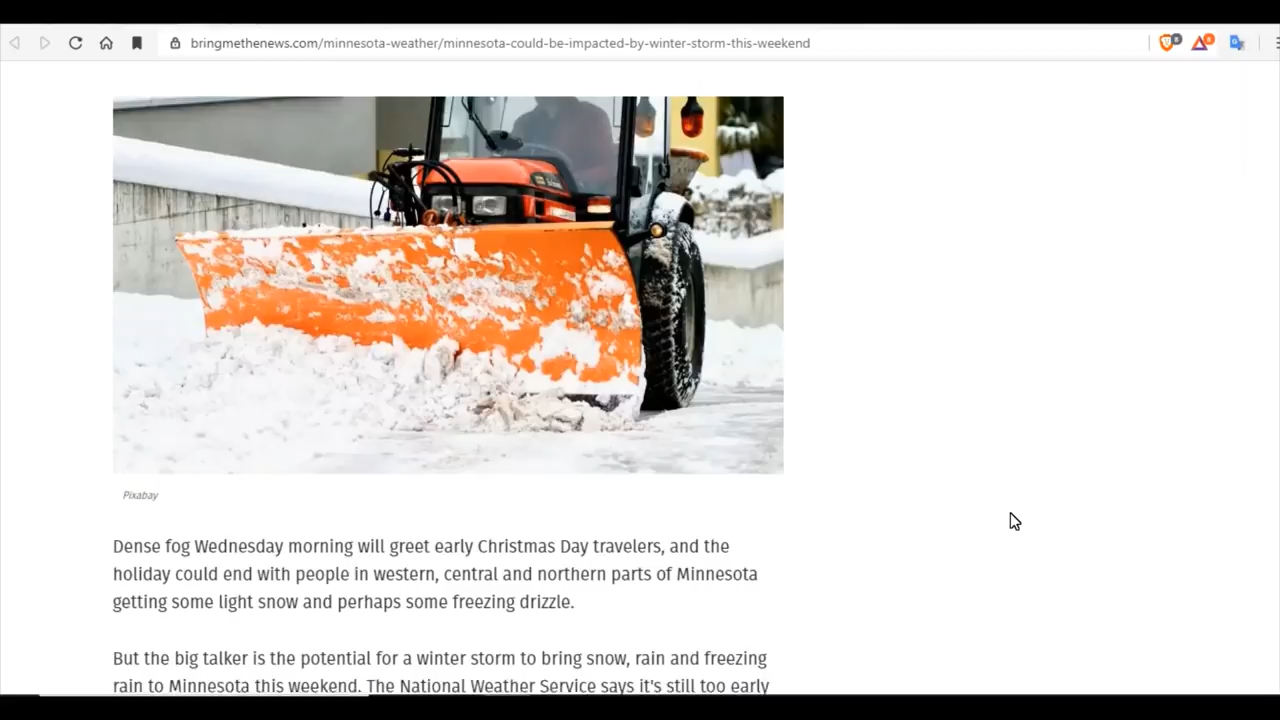 bringmethenews.com/minnesota-weather/minnesota-could-be-impacted-by-winter-storm-this-weekend
Pixabay
Dense fog Wednesday morning will greet early Christmas Day travelers, and the
holiday could end with people in western, central and northern parts of Minnesota
getting some light snow and perhaps some freezing drizzle.
But the big talker is the potential for a winter storm to bring snow, rain and freezing
rain to Minnesota this weekend. The National Weather Service says it's still too early